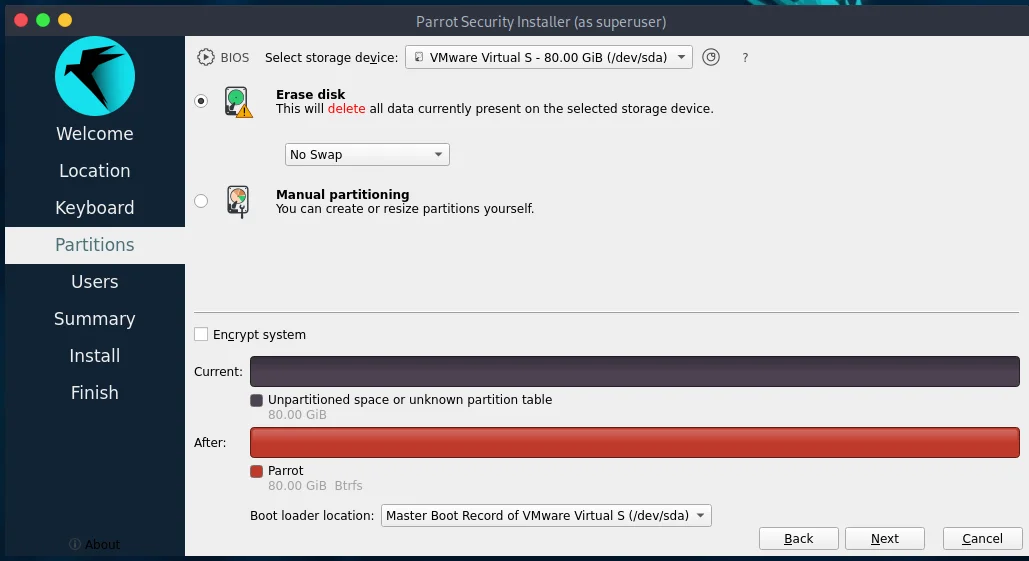 Parrot Security Installer (as superuser)
Welcome
Location
Keyboard
Partitions
Users
Summary
Install
Finish
About
BIOS Select storage device: VMware Virtual S - 80.00 GiB (/dev/sda) ?
Erase disk
This will delete all data currently present on the selected storage device.
No Swap
Manual partitioning
You can create or resize partitions yourself.
Encrypt system
Current:
Unpartitioned space or unknown partition table
80.00 GiB
After:
Parrot
80.00 GiB Btrfs
Boot loader location: Master Boot Record of VMware Virtual S (/dev/sda)
Back Next Cancel